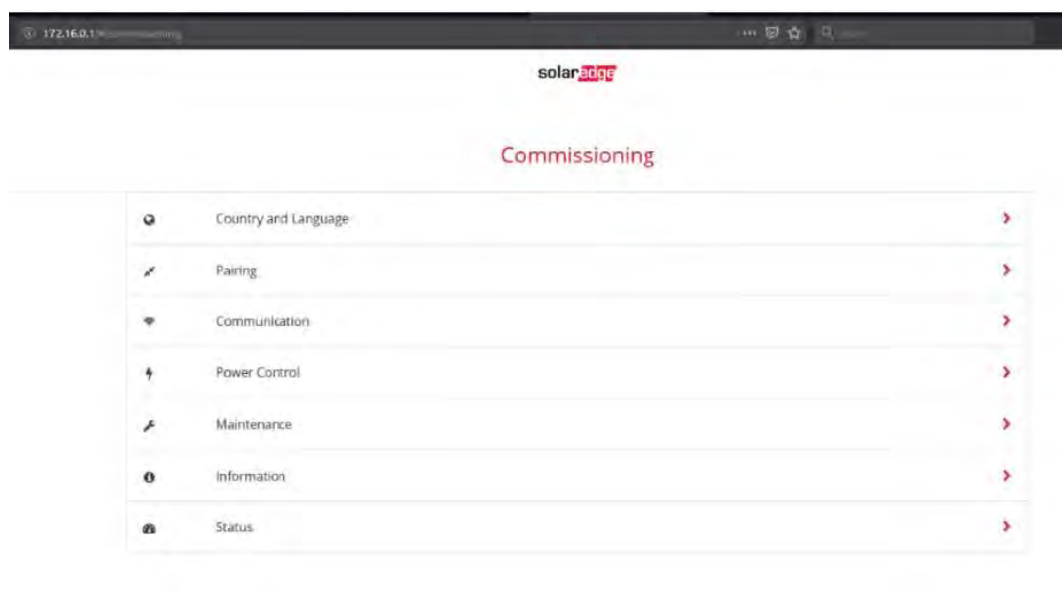 172.16.0.1
solaredge
Commissioning
Country and Language
Pairing
Communication
Power Control
Maintenance
Information
Status